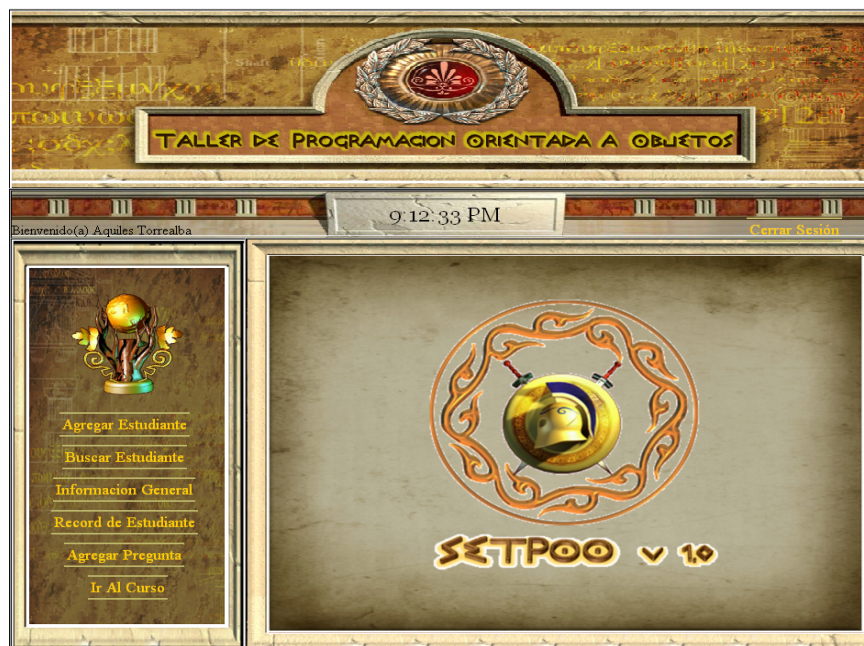 TALLER DE PROGRAMACION ORIENTADA A OBJETOS
9:12:33 PM
Bienvenido(a) Aquiles Torrealba
Cerrar Sesión
Agregar Estudiante
Buscar Estudiante
Informacion General
Record de Estudiante
Agregar Pregunta
Ir Al Curso
SETPOO v 1.0